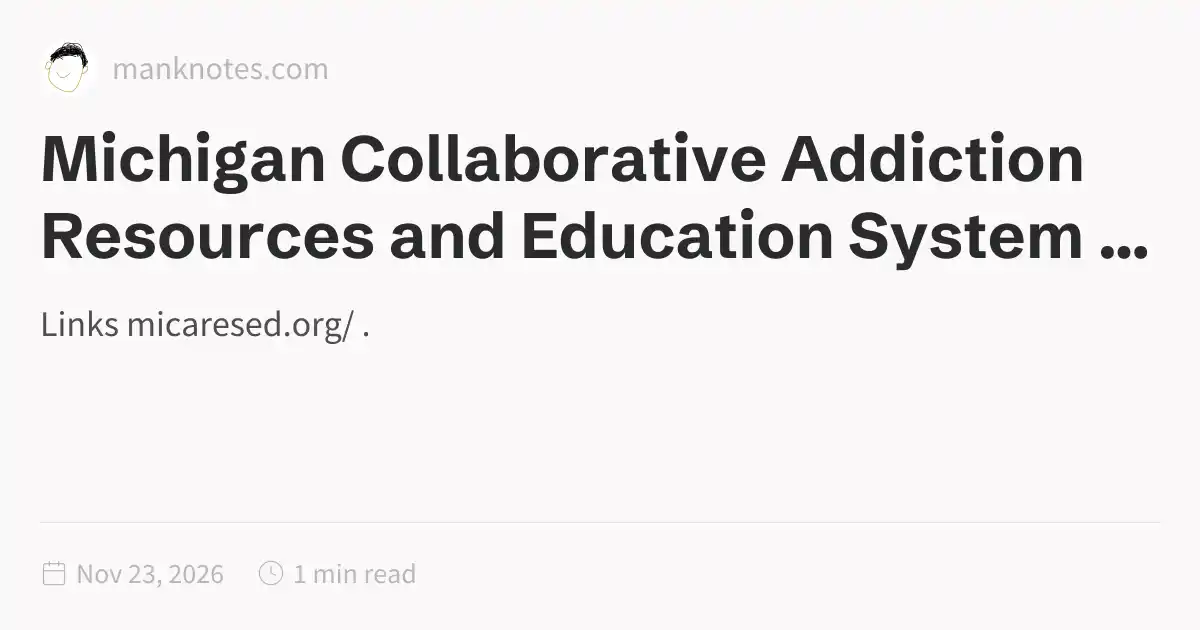 manknotes.com
Michigan Collaborative Addiction
Resources and Education System ...
Links micaresed.org/ .
Nov 23, 2026 1 min read